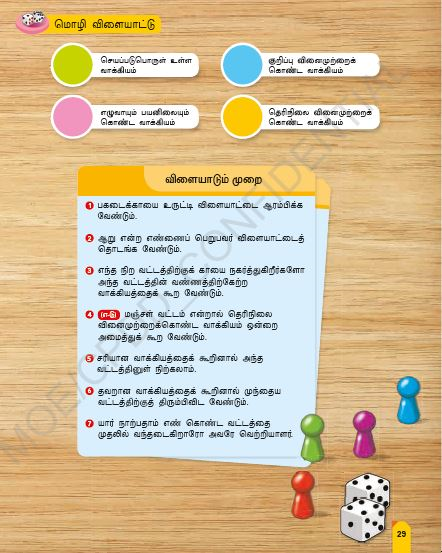 மொழி விளையாட்டு
செயப்படுபொருள் உள்ள
வாக்கியம்
குறிப்பு வினைமுற்றைக்
கொண்ட வாக்கியம்
எழுவாயும் பயனிலையும்
கொண்ட வாக்கியம்
தெரிநிலை வினைமுற்றைக்
கொண்ட வாக்கியம்
விளையாடும் முறை
1 பகடைக்காயை உருட்டி விளையாட்டை ஆரம்பிக்க
வேண்டும்.
2 ஆறு என்ற எண்ணைப் பெறுபவர் விளையாட்டைத்
தொடங்க வேண்டும்.
3 எந்த நிற வட்டத்திற்குக் காயை நகர்த்துகிறீர்களோ
அந்த வட்டத்தின் வண்ணத்திற்கேற்ற
வாக்கியத்தைக் கூற வேண்டும்.
4 (எ-டு) மஞ்சள் வட்டம் என்றால் தெரிநிலை
வினைமுற்றைக்கொண்ட வாக்கியம் ஒன்றை
அமைத்துக் கூற வேண்டும்.
5 சரியான வாக்கியத்தைக் கூறினால் அந்த
வட்டத்தினுள் நிற்கலாம்.
6 தவறான வாக்கியத்தைக் கூறினால் முந்தைய
வட்டத்திற்குத் திரும்பிவிட வேண்டும்.
7 யார் நாற்பதாம் எண் கொண்ட வட்டத்தை
முதலில் வந்தடைகிறாரோ அவரே வெற்றியாளர்.
29